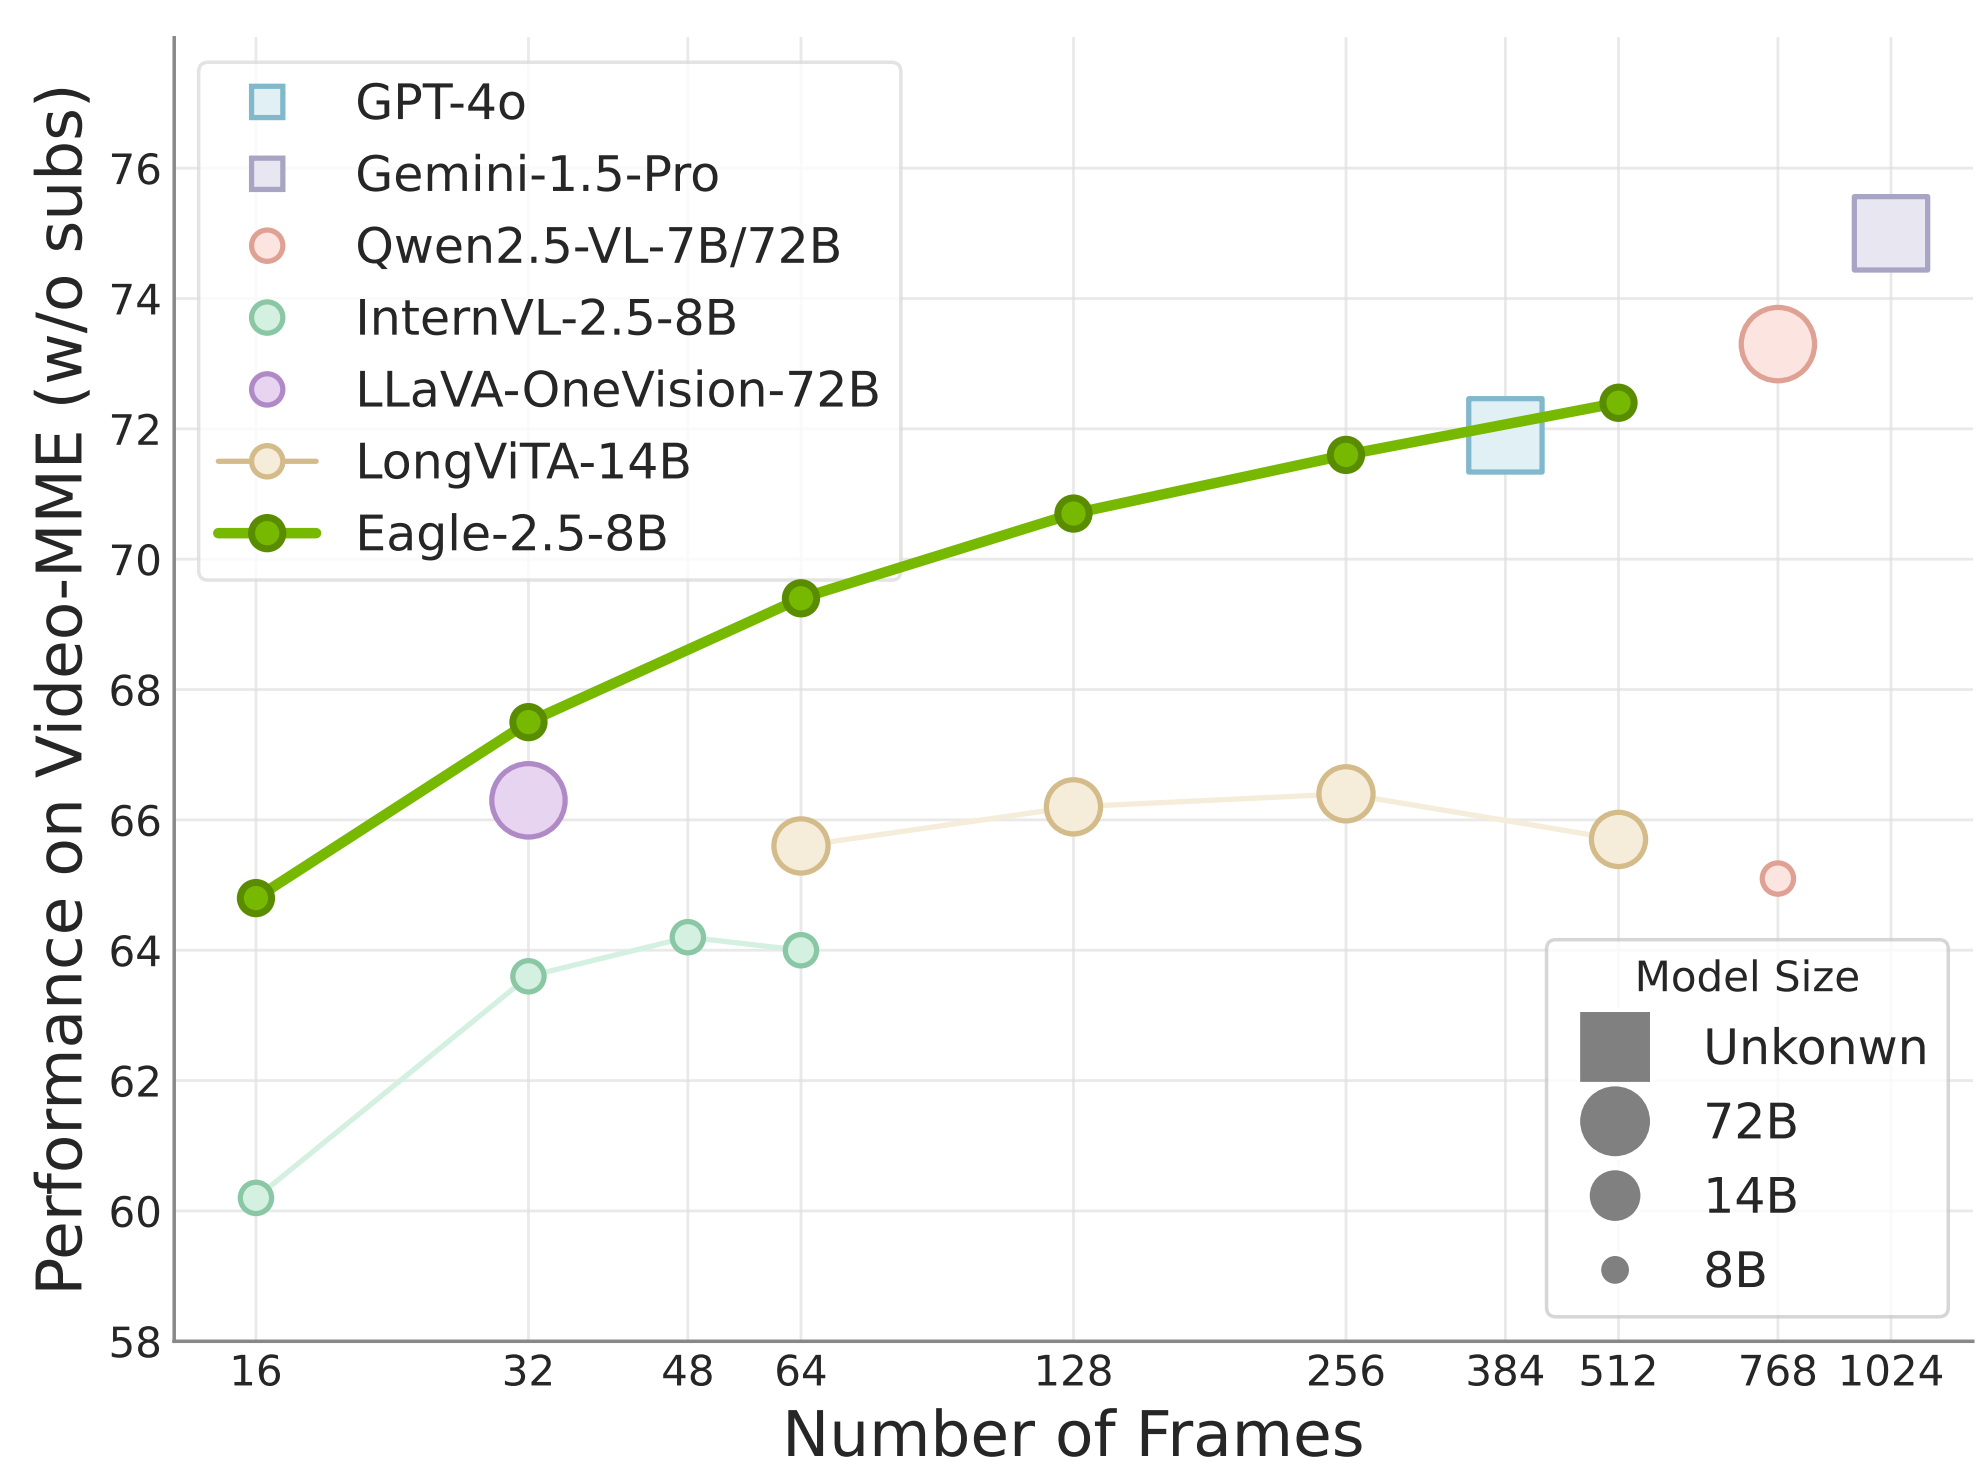 Performance on Video-MME (w/o subs)
76
74
72
70
68
66
64
62
60
58
GPT-4o
Gemini-1.5-Pro
Qwen2.5-VL-7B/72B
InternVL-2.5-8B
LLaVA-OneVision-72B
LongViTA-14B
Eagle-2.5-8B
Model Size
Unkonwn
72B
14B
8B
16 32 48 64 128 256 384 512 768 1024
Number of Frames